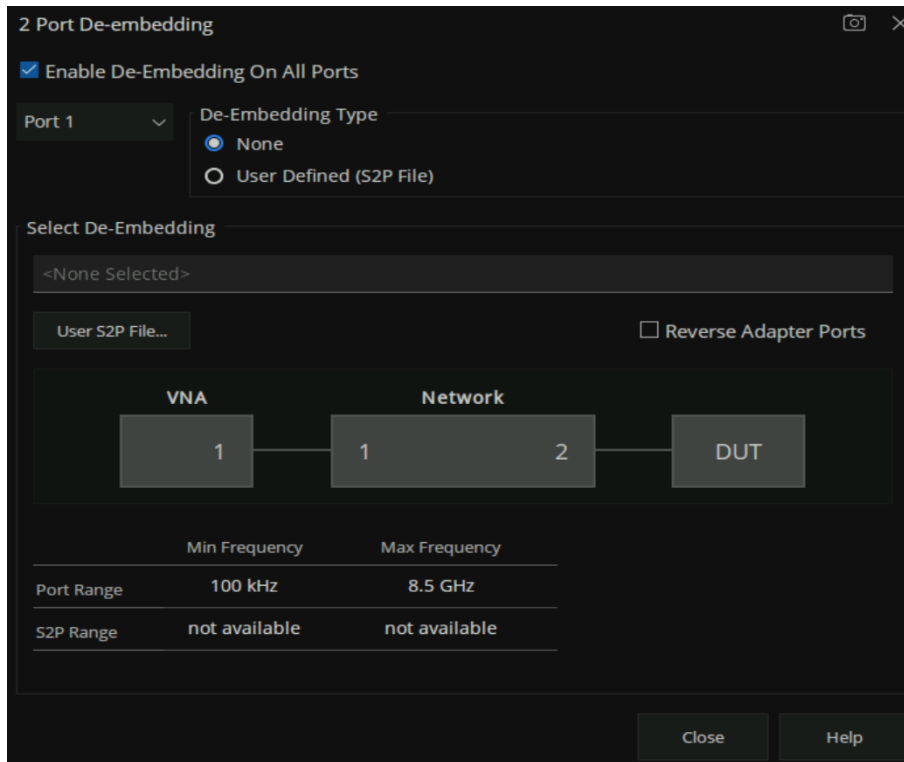 2 Port De-embedding
Enable De-Embedding On All Ports
Port 1
De-Embedding Type
None
User Defined (S2P File)
Select De-Embedding
<None Selected>
User S2P File...
Reverse Adapter Ports
VNA Network
1 1 2 DUT
Min Frequency Max Frequency
Port Range 100 kHz 8.5 GHz
S2P Range not available not available
Close Help